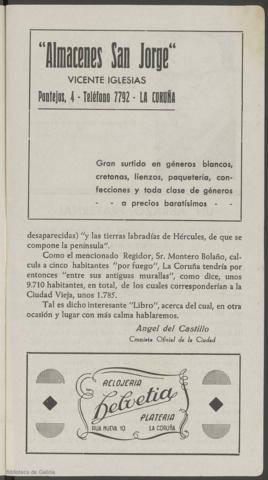 "Almacenes San Jorge"
VICENTE IGLESIAS
Pontejos, 4 - Teléfono 7792 - LA CORUÑA
Gran surtido en géneros blancos,
cretonas, lienzos, paquetería, con-
fecciones y toda clase de géneros
- - a precios baratísimos - -
desaparecidas) "y las tierras labradías de Hércules, de que se
compone la península".
Como el mencionado Regidor, Sr. Montero Bolaño, cal-
cula a cinco habitantes "por fuego", La Coruña tendría por
entonces "entre sus antiguas murallas", como dice, unos
9.710 habitantes, en total, de los cuales corresponderían a la
Ciudad Vieja, unos 1.785.
Tal es dicho interesante "Libro", acerca del cual, en otra
ocasión y lugar con más calma hablaremos.
Angel del Castillo
Cronista Oficial de la Ciudad
RELOJERIA
helvetia
PLATERIA
RUA NUEVA 10 LA CORUÑA
Biblioteca de Galicia